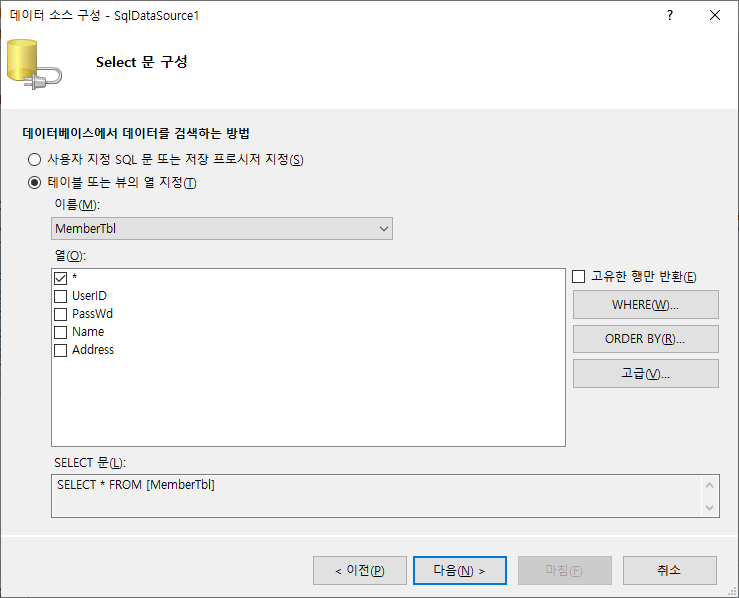 데이터 소스 구성 - SqlDataSource1
?
Select 문 구성
데이터베이스에서 데이터를 검색하는 방법
사용자 지정 SQL 문 또는 저장 프로시저 지정(S)
테이블 또는 뷰의 열 지정(T)
이름(M):
MemberTbl
열(O):
*
UserID
PassWd
Name
Address
고유한 행만 반환(E)
WHERE(W)...
ORDER BY(R)...
고급(V)...
SELECT 문(L):
SELECT * FROM [MemberTbl]
< 이전(P)
다음(N) >
마침(F)
취소